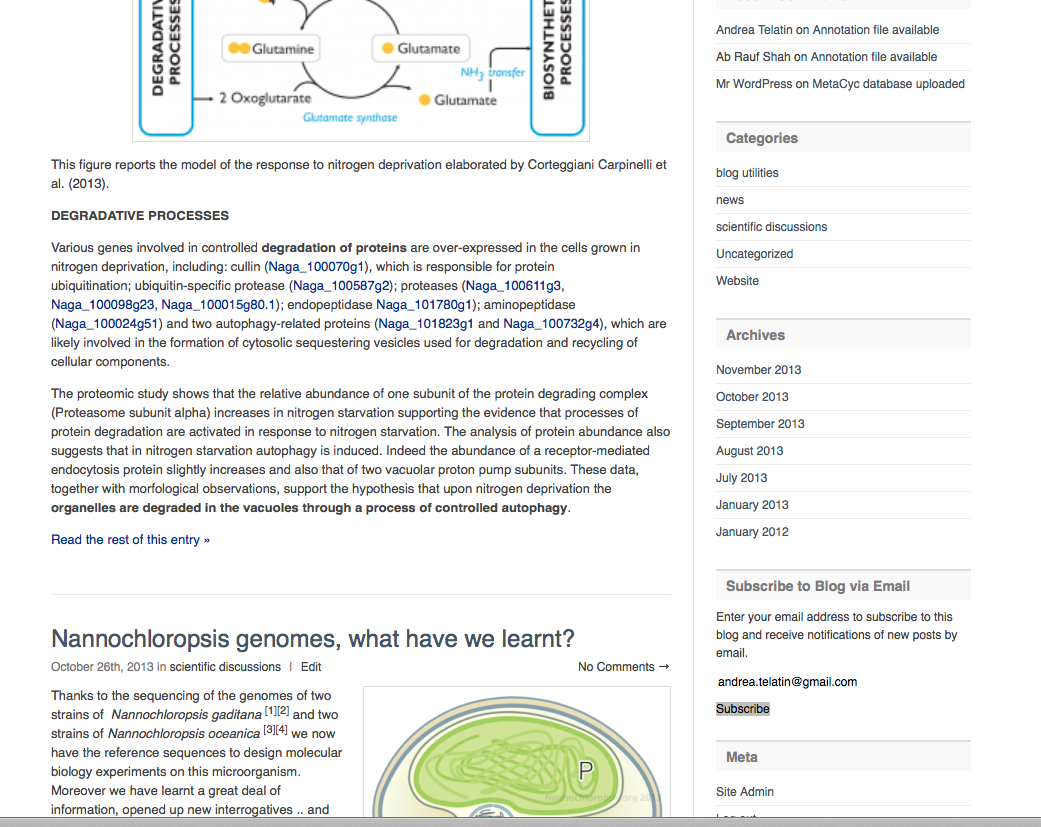 DEGRADATIVE
PROCESSES
Glutamine
Glutamate
NH3 transfer
BIOSYNTHET
PROCESSES
2 Oxoglutarate
Glutamate
Glutamate synthase
This figure reports the model of the response to nitrogen deprivation elaborated by Corteggiani Carpinelli et
al. (2013).
DEGRADATIVE PROCESSES
Various genes involved in controlled degradation of proteins are over-expressed in the cells grown in
nitrogen deprivation, including: cullin (Naga_100070g1), which is responsible for protein
ubiquitination; ubiquitin-specific protease (Naga_100587g2); proteases (Naga_100611g3,
Naga_100098g23, Naga_100015g80.1); endopeptidase Naga_101780g1); aminopeptidase
(Naga_100024g51) and two autophagy-related proteins (Naga_101823g1 and Naga_100732g4), which are
likely involved in the formation of cytosolic sequestering vesicles used for degradation and recycling of
cellular components.
The proteomic study shows that the relative abundance of one subunit of the protein degrading complex
(Proteasome subunit alpha) increases in nitrogen starvation supporting the evidence that processes of
protein degradation are activated in response to nitrogen starvation. The analysis of protein abundance also
suggests that in nitrogen starvation autophagy is induced. Indeed the abundance of a receptor-mediated
endocytosis protein slightly increases and also that of two vacuolar proton pump subunits. These data,
together with morfological observations, support the hypothesis that upon nitrogen deprivation the
organelles are degraded in the vacuoles through a process of controlled autophagy.
Read the rest of this entry »
Nannochloropsis genomes, what have we learnt?
October 26th, 2013 in scientific discussions | Edit
No Comments →
Thanks to the sequencing of the genomes of two
strains of Nannochloropsis gaditana [1][2] and two
strains of Nannochloropsis oceanica [3][4] we now
have the reference sequences to design molecular
biology experiments on this microorganism.
Moreover we have learnt a great deal of
information, opened up new interrogatives .. and
P
Andrea Telatin on Annotation file available
Ab Rauf Shah on Annotation file available
Mr WordPress on MetaCyc database uploaded
Categories
blog utilities
news
scientific discussions
Uncategorized
Website
Archives
November 2013
October 2013
September 2013
August 2013
July 2013
January 2013
January 2012
Subscribe to Blog via Email
Enter your email address to subscribe to this
blog and receive notifications of new posts by
email.
andrea.telatin@gmail.com
Subscribe
Meta
Site Admin